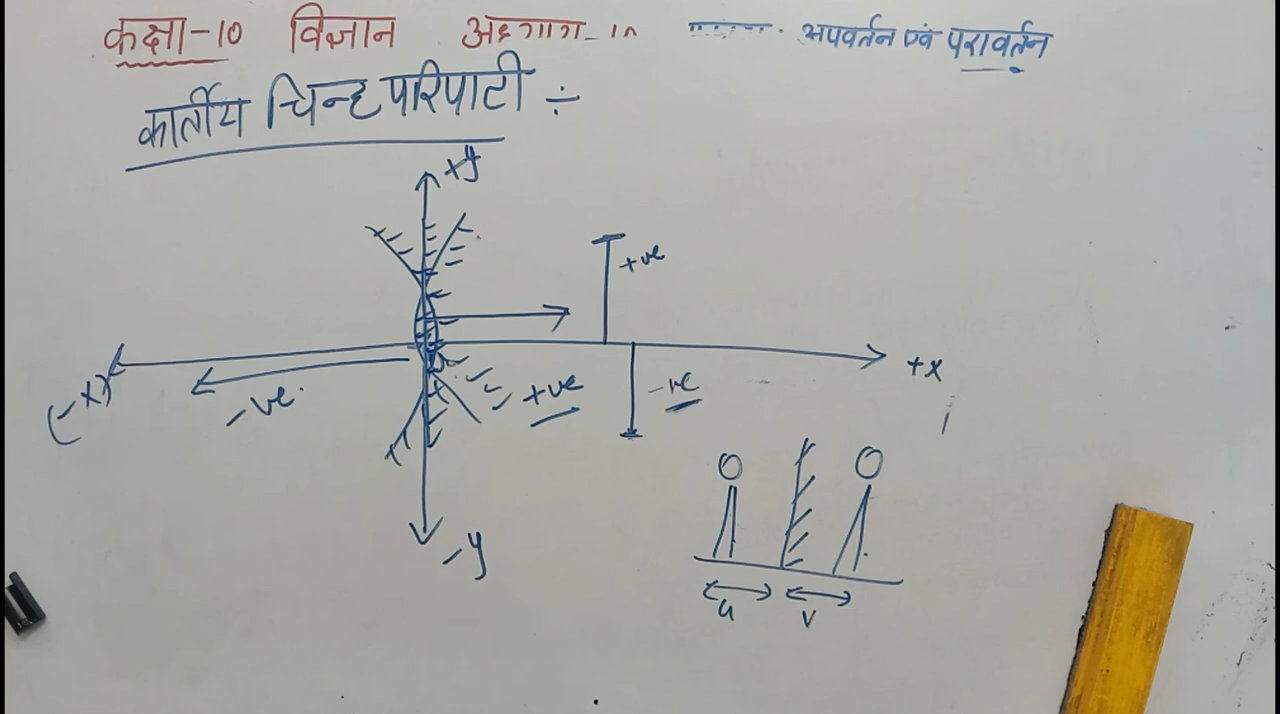 कक्षा-10 विज्ञान अपवर्तन एवं परावर्तन
कार्तीय चिन्ह परिपाटी ÷
+y
+ve
+x
(-x)
-ve
+ve
-ve
-y
u
v